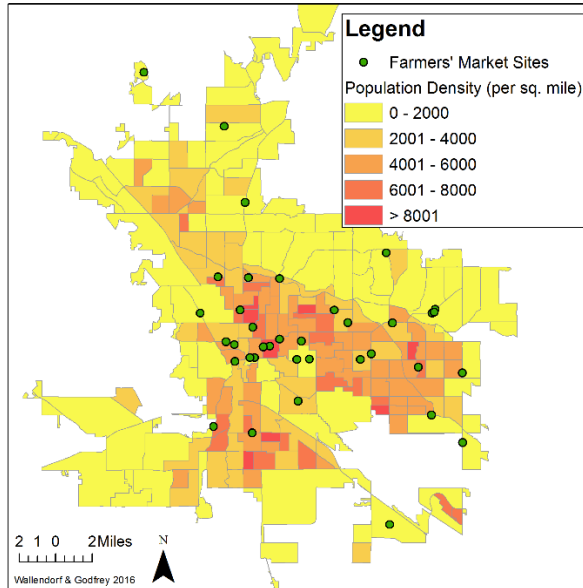 Legend
Farmers' Market Sites
Population Density (per sq. mile)
0 - 2000
2001 - 4000
4001 - 6000
6001 - 8000
> 8001
2 1 0 2Miles
N
Wallendorf & Godfrey 2016